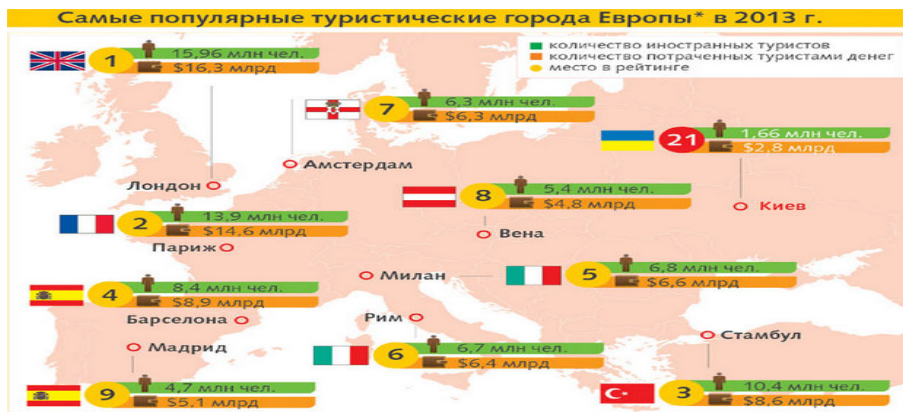 Самые популярные туристические города Европы* в 2013 г.
количество иностранных туристов
количество потраченных туристами денег
место в рейтинге
1
15,96 млн чел.
$16,3 млрд
Лондон
7
6,3 млн чел.
$6,3 млрд
Амстердам
21
1,66 млн чел.
$2,8 млрд
Киев
2
13,9 млн чел.
$14,6 млрд
Париж
8
5,4 млн чел.
$4,8 млрд
Вена
Милан
5
6,8 млн чел.
$6,6 млрд
4
8,4 млн чел.
$8,9 млрд
Барселона
Рим
6
6,7 млн чел.
$6,4 млрд
Стамбул
3
10,4 млн чел.
$8,6 млрд
Мадрид
9
4,7 млн чел.
$5,1 млрд